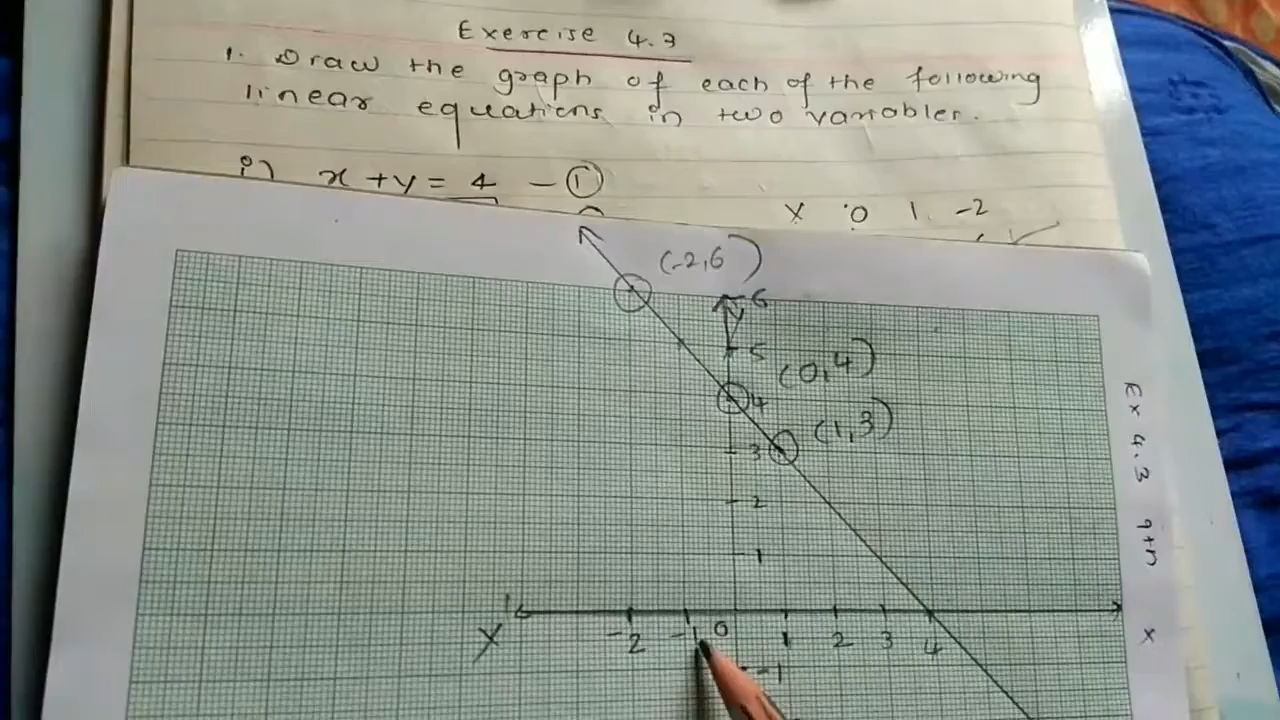 Exercise 4.3
1. Draw the graph of each of the following
linear equations in two variables.
i) x + y = 4 - ①
x 0 1 -2
(-2,6)
6
Y
5
(0,4)
4
(1,3)
3
2
1
X' -2 -1 0 1 2 3 4 X
-1
Ex 4.3 9th